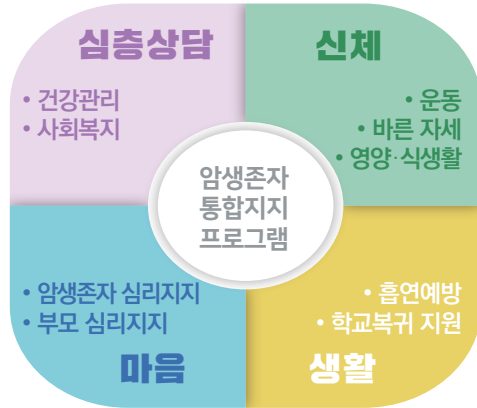 심층상담
• 건강관리
• 사회복지
신체
• 운동
• 바른 자세
• 영양·식생활
암생존자
통합지지
프로그램
• 암생존자 심리지지
• 부모 심리지지
마음
• 흡연예방
• 학교복귀 지원
생활